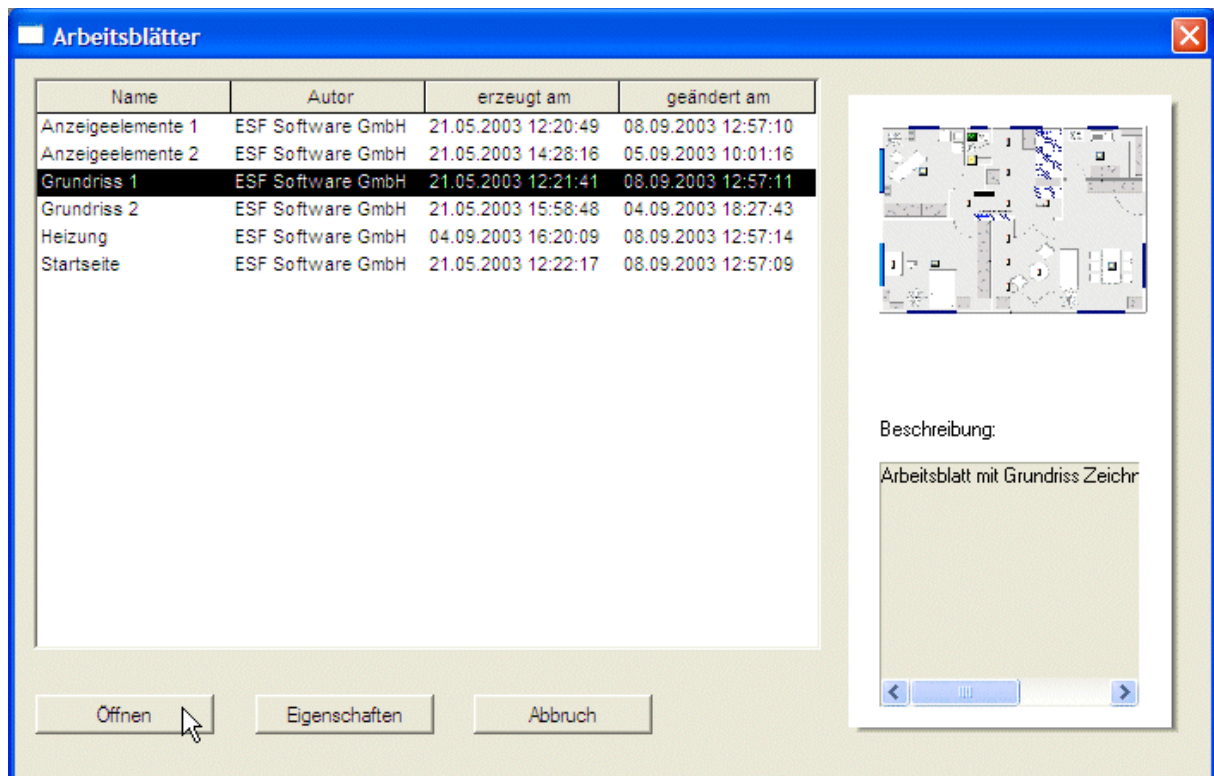 Arbeitsblätter
Name Autor erzeugt am geändert am
Anzeigeelemente 1 ESF Software GmbH 21.05.2003 12:20:49 08.09.2003 12:57:10
Anzeigeelemente 2 ESF Software GmbH 21.05.2003 14:28:16 05.09.2003 10:01:16
Grundriss 1 ESF Software GmbH 21.05.2003 12:21:41 08.09.2003 12:57:11
Grundriss 2 ESF Software GmbH 21.05.2003 15:58:48 04.09.2003 18:27:43
Heizung ESF Software GmbH 04.09.2003 16:20:09 08.09.2003 12:57:14
Startseite ESF Software GmbH 21.05.2003 12:22:17 08.09.2003 12:57:09
Beschreibung:
Arbeitsblatt mit Grundriss Zeichn
Öffnen Eigenschaften Abbruch